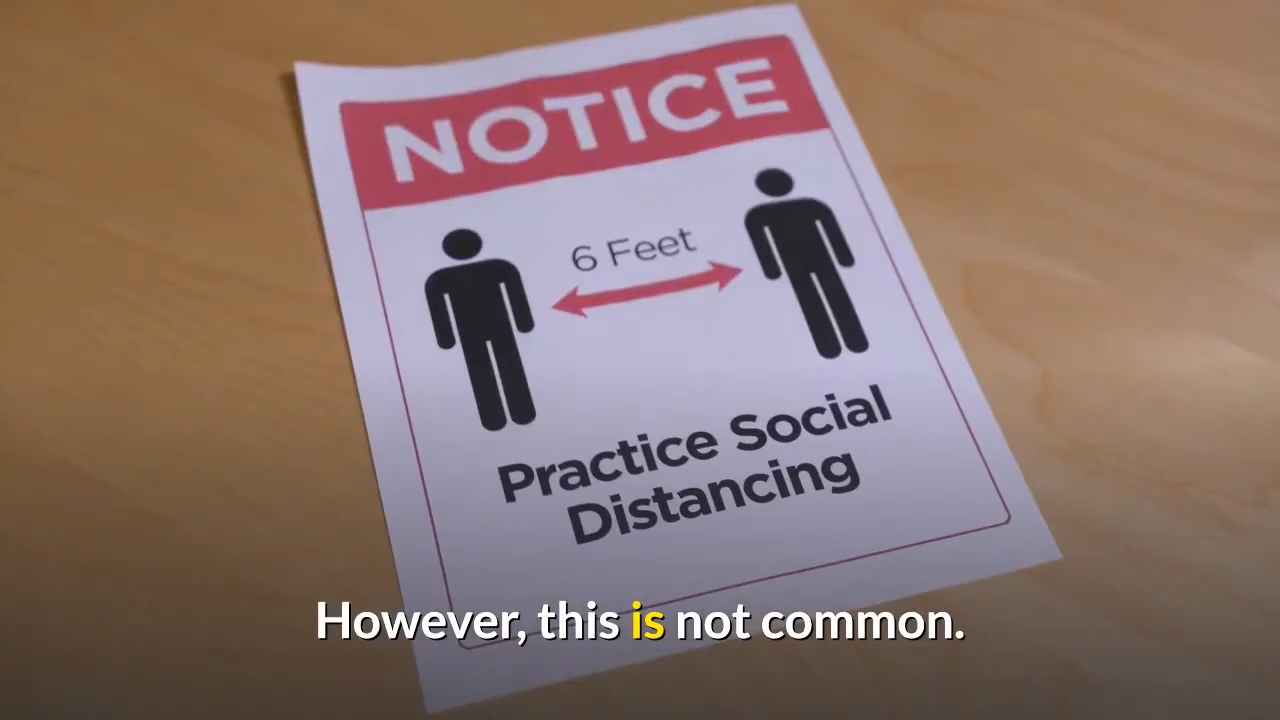 NOTICE
6 Feet
Practice Social
Distancing
However, this is not common.